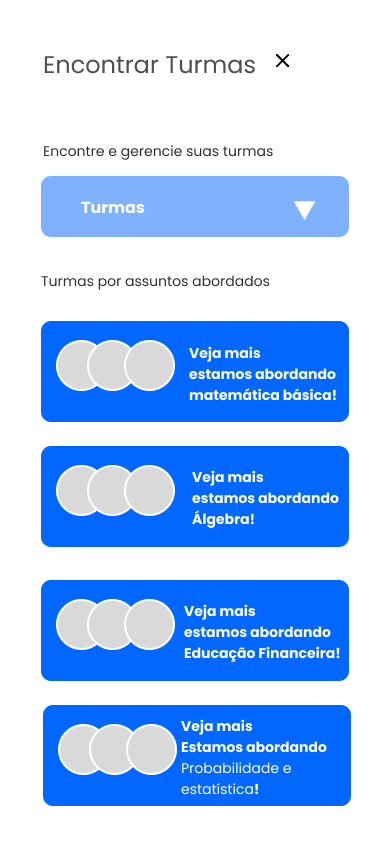 Encontrar Turmas
Encontre e gerencie suas turmas
Turmas
Turmas por assuntos abordados
Veja mais
estamos abordando
matemática básica!
Veja mais
estamos abordando
Álgebra!
Veja mais
estamos abordando
Educação Financeira!
Veja mais
Estamos abordando
Probabilidade e
estatística!